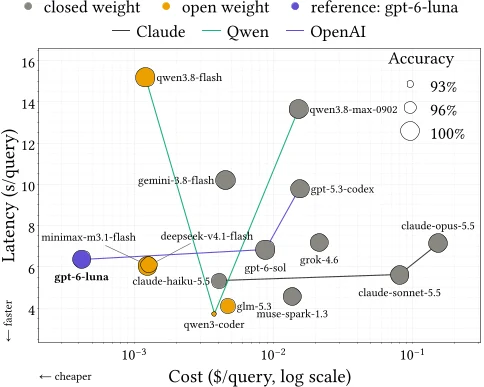 closed weight open weight reference: gpt-6-luna
Claude Qwen OpenAI
Accuracy
93%
96%
100%
Latency (s/query)
16
14
12
10
8
6
4
qwen3.8-flash
qwen3.8-max-0902
gemini-3.8-flash
gpt-5.3-codex
claude-opus-5.5
minimax-m3.1-flash
deepseek-v4.1-flash
grok-4.6
gpt-6-sol
gpt-6-luna
claude-haiku-5.5
claude-sonnet-5.5
glm-5.3
muse-spark-1.3
qwen3-coder
← faster
10⁻³
10⁻²
10⁻¹
← cheaper
Cost ($/query, log scale)